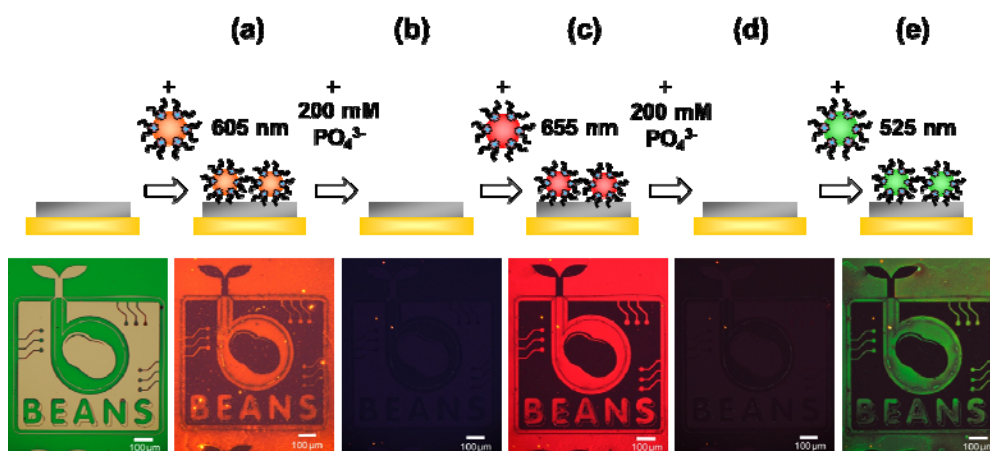 (a)
(b)
(c)
(d)
(e)
+
605 nm
+
200 mM
PO₄³⁻
+
655 nm
+
200 mM
PO₄³⁻
+
525 nm
BEANS
100 µm
BEANS
100 µm
100 µm
BEANS
100 µm
100 µm
BEANS
100 µm